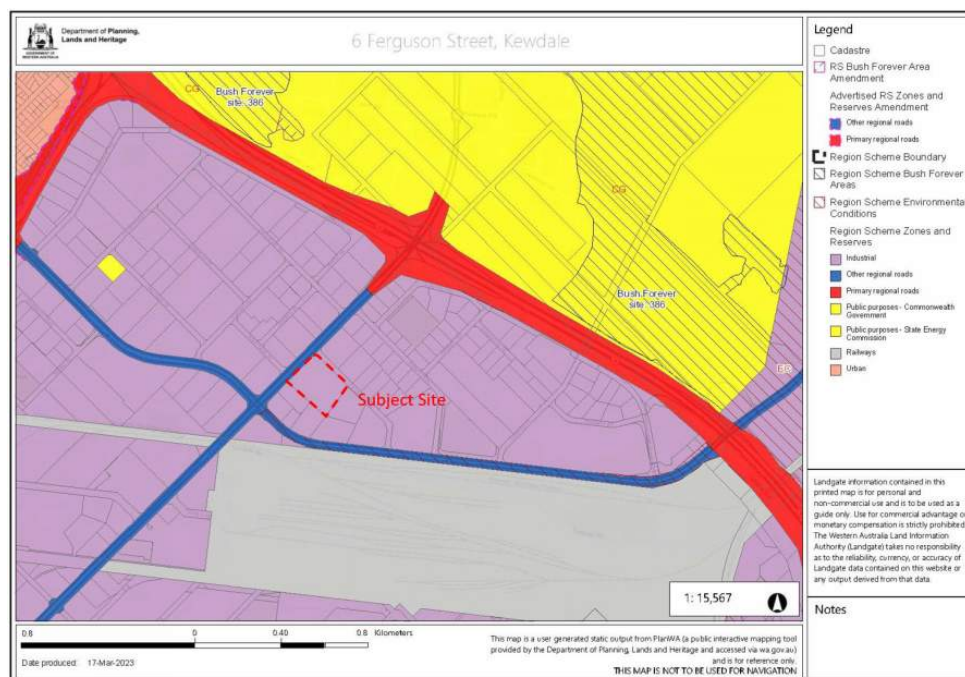 Department of Planning,
Lands and Heritage
GOVERNMENT OF
WESTERN AUSTRALIA
6 Ferguson Street, Kewdale
CG
Bush Forever
site: 386
CG
Bush Forever
site: 386
Subject Site
1: 15,567
Legend
Cadastre
RS Bush Forever Area
Amendment
Advertised RS Zones and
Reserves Amendment
Other regional roads
Primary regional roads
Region Scheme Boundary
Region Scheme Bush Forever
Areas
Region Scheme Environmenta
Conditions
Region Scheme Zones and
Reserves
Industrial
Other regional roads
Primary regional roads
Public purposes - Commonwealth
Government
Public purposes - State Energy
Commission
Railways
Urban
Landgate information contained in this
printed map is for personal and
non-commercial use and is to be used as a
guide only. Use for commercial advantage o
monetary compensation is strictly prohibited
The Western Australia Land Information
Authority (Landgate) takes no responsibility
as to the reliability, currency, or accuracy of
Landgate data contained on this website or
any output derived from that data.
Notes
0.8 0 0.40 0.8 Kilometers
Date produced: 17-Mar-2023
This map is a user generated static output from PlanWA (a public interactive mapping tool
provided by the Department of Planning, Lands and Heritage and accessed via wa.gov.au)
and is for reference only.
THIS MAP IS NOT TO BE USED FOR NAVIGATION